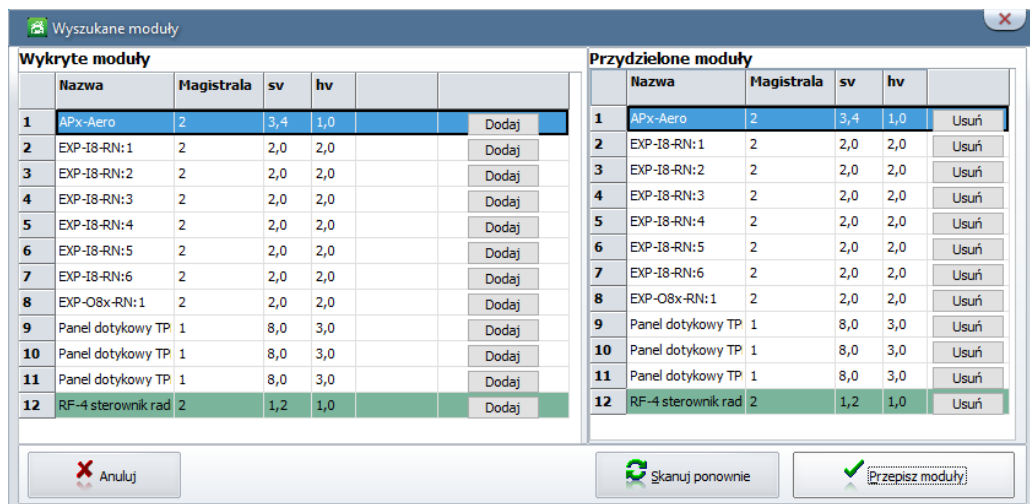 Wyszukane moduły
Wykryte moduły
Nazwa Magistrala sv hv
1 APx-Aero 2 3,4 1,0 Dodaj
2 EXP-I8-RN:1 2 2,0 2,0 Dodaj
3 EXP-I8-RN:2 2 2,0 2,0 Dodaj
4 EXP-I8-RN:3 2 2,0 2,0 Dodaj
5 EXP-I8-RN:4 2 2,0 2,0 Dodaj
6 EXP-I8-RN:5 2 2,0 2,0 Dodaj
7 EXP-I8-RN:6 2 2,0 2,0 Dodaj
8 EXP-O8x-RN:1 2 2,0 2,0 Dodaj
9 Panel dotykowy TP 1 8,0 3,0 Dodaj
10 Panel dotykowy TP 1 8,0 3,0 Dodaj
11 Panel dotykowy TP 1 8,0 3,0 Dodaj
12 RF-4 sterownik rad 2 1,2 1,0 Dodaj
Przydzielone moduły
Nazwa Magistrala sv hv
1 APx-Aero 2 3,4 1,0 Usuń
2 EXP-I8-RN:1 2 2,0 2,0 Usuń
3 EXP-I8-RN:2 2 2,0 2,0 Usuń
4 EXP-I8-RN:3 2 2,0 2,0 Usuń
5 EXP-I8-RN:4 2 2,0 2,0 Usuń
6 EXP-I8-RN:5 2 2,0 2,0 Usuń
7 EXP-I8-RN:6 2 2,0 2,0 Usuń
8 EXP-O8x-RN:1 2 2,0 2,0 Usuń
9 Panel dotykowy TP 1 8,0 3,0 Usuń
10 Panel dotykowy TP 1 8,0 3,0 Usuń
11 Panel dotykowy TP 1 8,0 3,0 Usuń
12 RF-4 sterownik rad 2 1,2 1,0 Usuń
Anuluj
Skanuj ponownie
Przepisz moduły